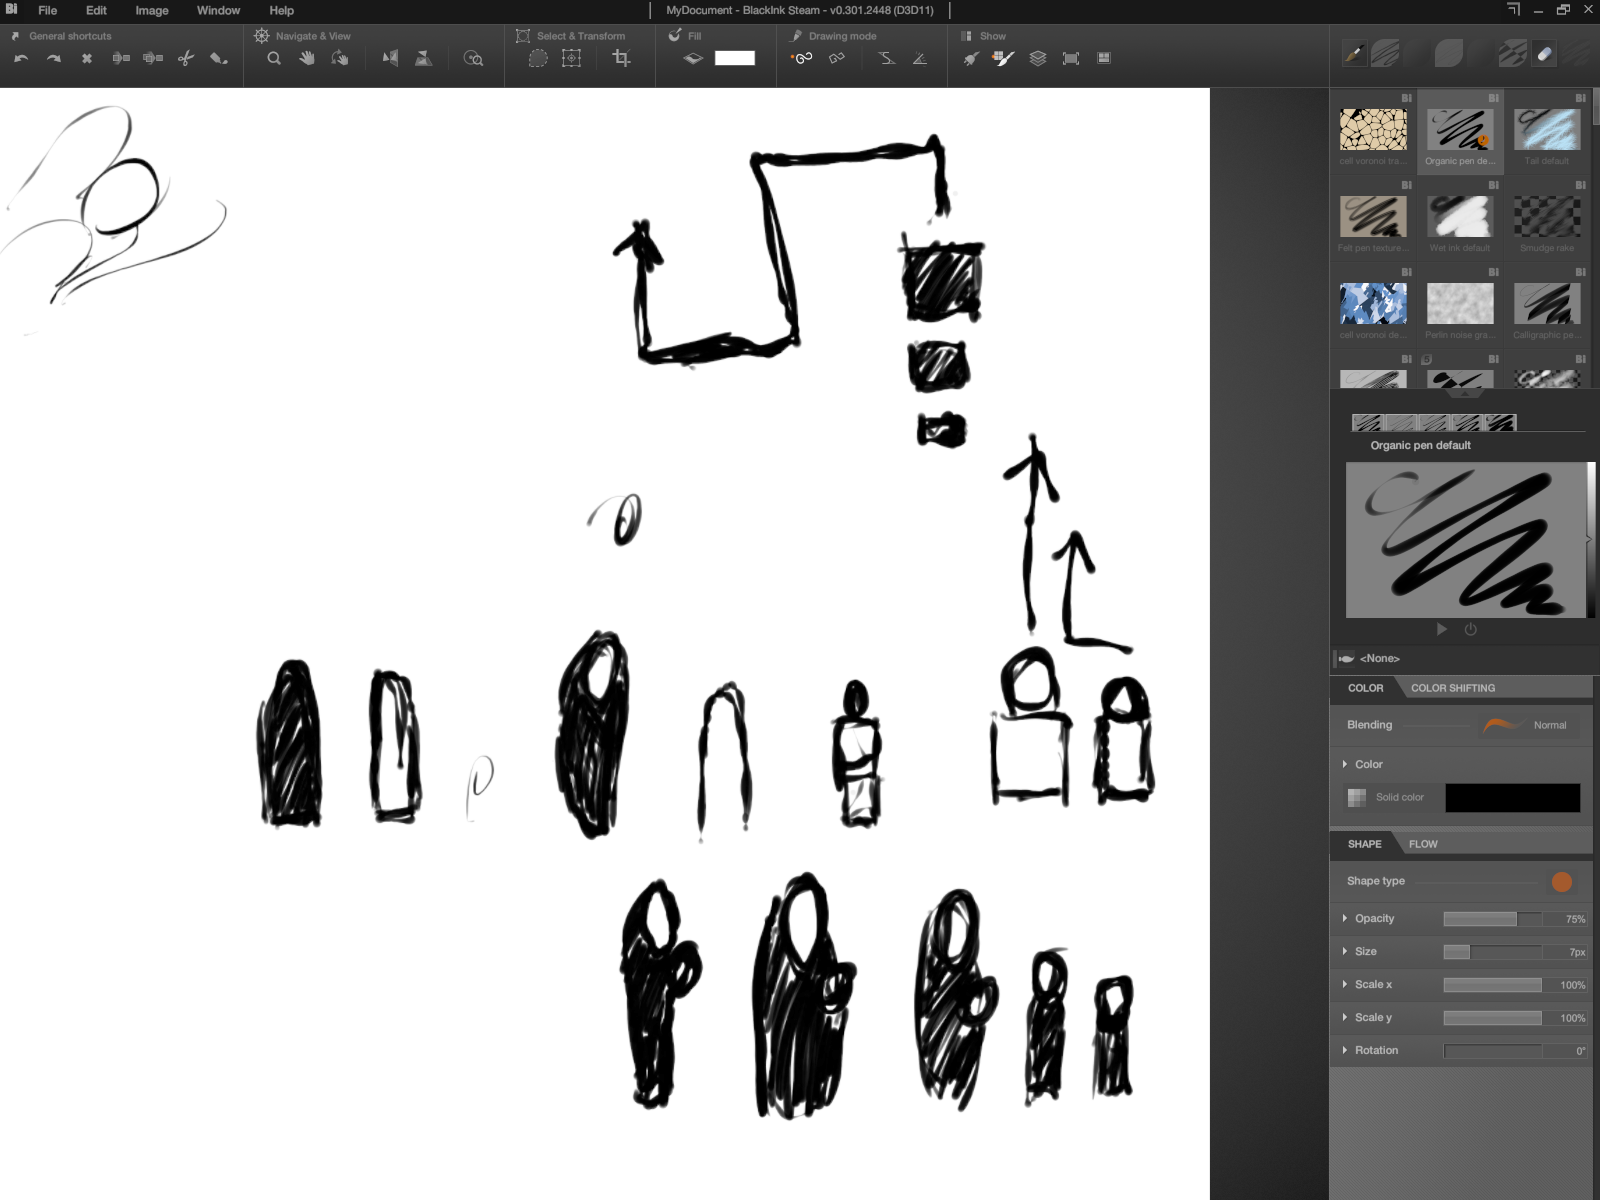 Bi File Edit Image Window Help MyDocument - BlackInk Steam - v0.301.2448 (D3D11)
General shortcuts Navigate & View Select & Transform Fill Drawing mode Show
Bi Bi Bi
cell voronoi tra... Organic pen de... Tail default
Bi Bi Bi
Felt pen texture... Wet ink default Smudge rake
Bi Bi Bi
cell voronoi de... Perlin noise gra... Calligraphic pe...
Bi Bi Bi
Organic pen default
<None>
COLOR COLOR SHIFTING
Blending Normal
Color
Solid color
SHAPE FLOW
Shape type
Opacity 75%
Size 7px
Scale x 100%
Scale y 100%
Rotation 0°